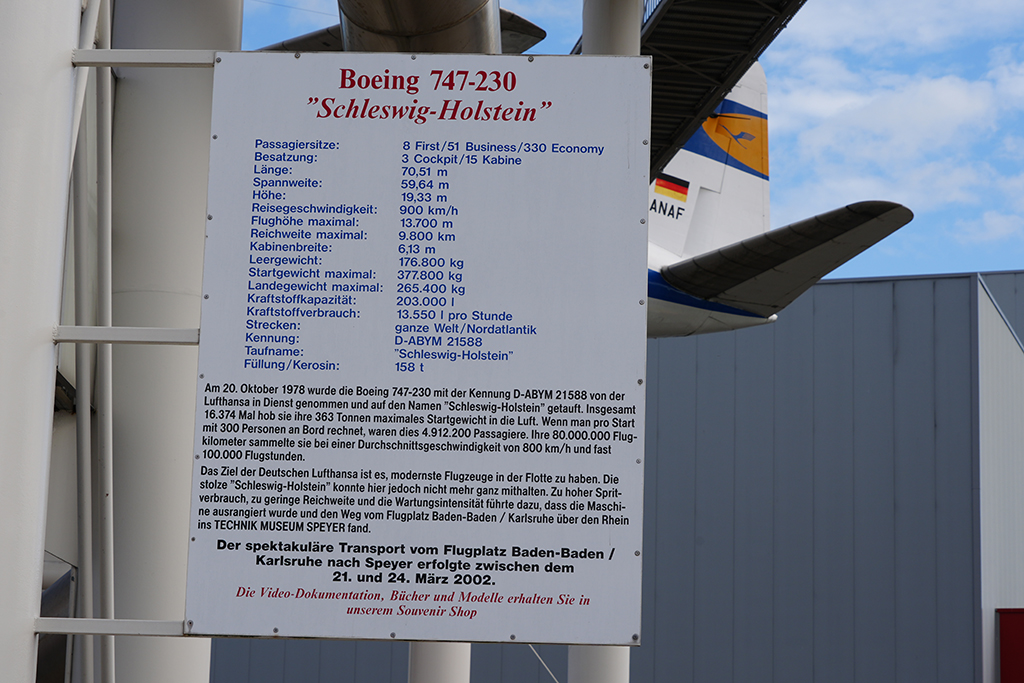 Boeing 747-230
"Schleswig-Holstein"
Passagiersitze: 8 First/51 Business/330 Economy
Besatzung: 3 Cockpit/15 Kabine
Länge: 70,51 m
Spannweite: 59,64 m
Höhe: 19,33 m
Reisegeschwindigkeit: 900 km/h
Flughöhe maximal: 13.700 m
Reichweite maximal: 9.800 km
Kabinenbreite: 6,13 m
Leergewicht: 176.800 kg
Startgewicht maximal: 377.800 kg
Landegewicht maximal: 265.400 kg
Kraftstoffkapazität: 203.000 l
Kraftstoffverbrauch: 13.550 l pro Stunde
Strecken: ganze Welt/Nordatlantik
Kennung: D-ABYM 21588
Taufname: "Schleswig-Holstein"
Füllung/Kerosin: 158 t
Am 20. Oktober 1978 wurde die Boeing 747-230 mit der Kennung D-ABYM 21588 von der
Lufthansa in Dienst genommen und auf den Namen "Schleswig-Holstein" getauft. Insgesamt
16.374 Mal hob sie ihre 363 Tonnen maximales Startgewicht in die Luft. Wenn man pro Start
mit 300 Personen an Bord rechnet, waren dies 4.912.200 Passagiere. Ihre 80.000.000 Flug-
kilometer sammelte sie bei einer Durchschnittsgeschwindigkeit von 800 km/h und fast
100.000 Flugstunden.
Das Ziel der Deutschen Lufthansa ist es, modernste Flugzeuge in der Flotte zu haben. Die
stolze "Schleswig-Holstein" konnte hier jedoch nicht mehr ganz mithalten. Zu hoher Sprit-
verbrauch, zu geringe Reichweite und die Wartungsintensität führte dazu, dass die Maschi-
ne ausrangiert wurde und den Weg vom Flugplatz Baden-Baden / Karlsruhe über den Rhein
ins TECHNIK MUSEUM SPEYER fand.
Der spektakuläre Transport vom Flugplatz Baden-Baden /
Karlsruhe nach Speyer erfolgte zwischen dem
21. und 24. März 2002.
Die Video-Dokumentation, Bücher und Modelle erhalten Sie in
unserem Souvenir Shop
ANAF